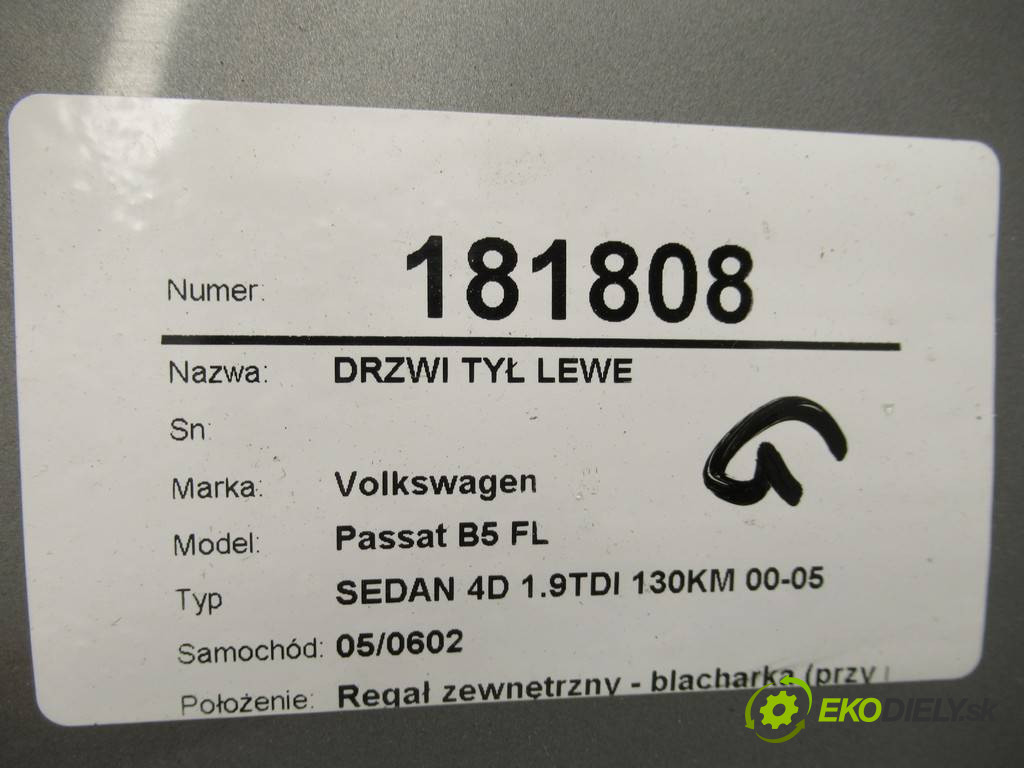 Numer: 181808
Nazwa: DRZWI TYŁ LEWE
Sn:
Marka: Volkswagen
Model: Passat B5 FL
Typ SEDAN 4D 1.9TDI 130KM 00-05
Samochód: 05/0602
Położenie: Regał zewnętrzny - blacharka (przy
G
EKODIELY.sk